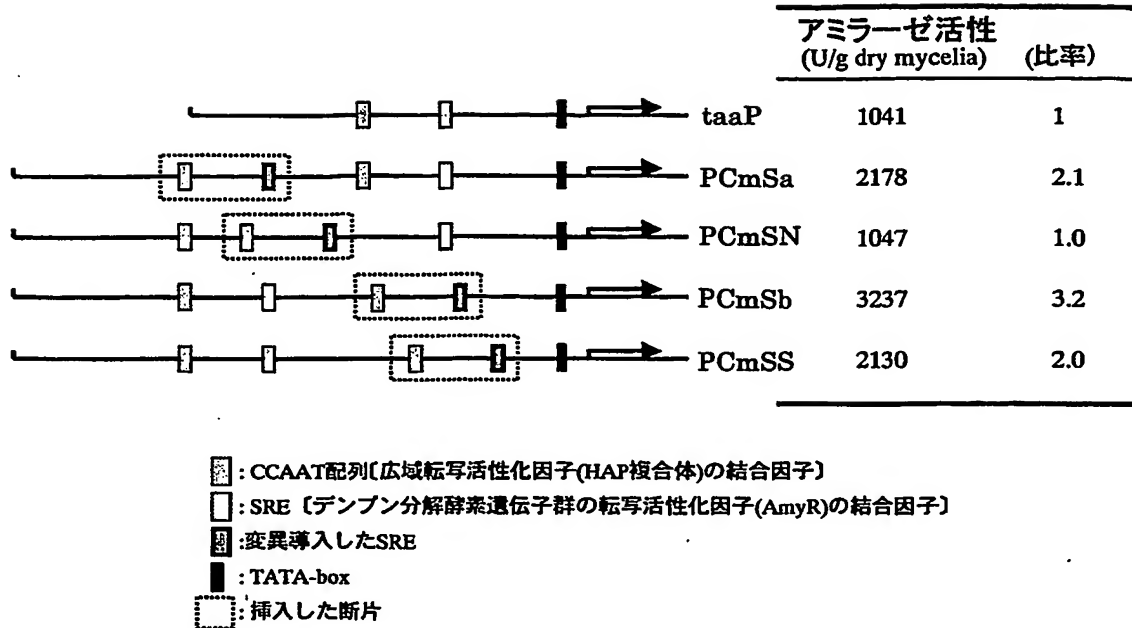 アミラーゼ活性
(U/g dry mycelia) (比率)
taaP 1041 1
PCmSa 2178 2.1
PCmSN 1047 1.0
PCmSb 3237 3.2
PCmSS 2130 2.0
:CCAAT配列〔広域転写活性化因子(HAP複合体)の結合因子〕
:SRE〔デンプン分解酵素遺伝子群の転写活性化因子(AmyR)の結合因子〕
:変異導入したSRE
:TATA-box
:挿入した断片